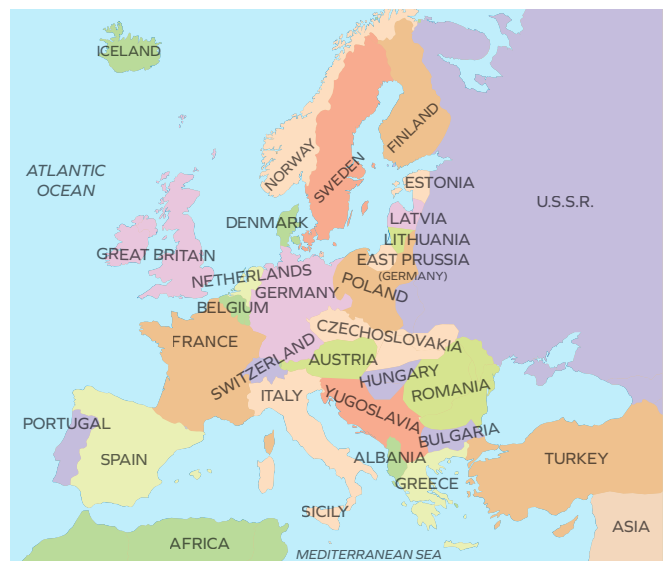 ICELAND
ATLANTIC
OCEAN
NORWAY
SWEDEN
FINLAND
ESTONIA
U.S.S.R.
LATVIA
DENMARK
LITHUANIA
GREAT BRITAIN
EAST PRUSSIA
(GERMANY)
NETHERLANDS
GERMANY
POLAND
BELGIUM
FRANCE
CZECHOSLOVAKIA
SWITZERLAND
AUSTRIA
HUNGARY
ROMANIA
ITALY
YUGOSLAVIA
PORTUGAL
BULGARIA
SPAIN
ALBANIA
TURKEY
GREECE
SICILY
ASIA
AFRICA
MEDITERRANEAN SEA